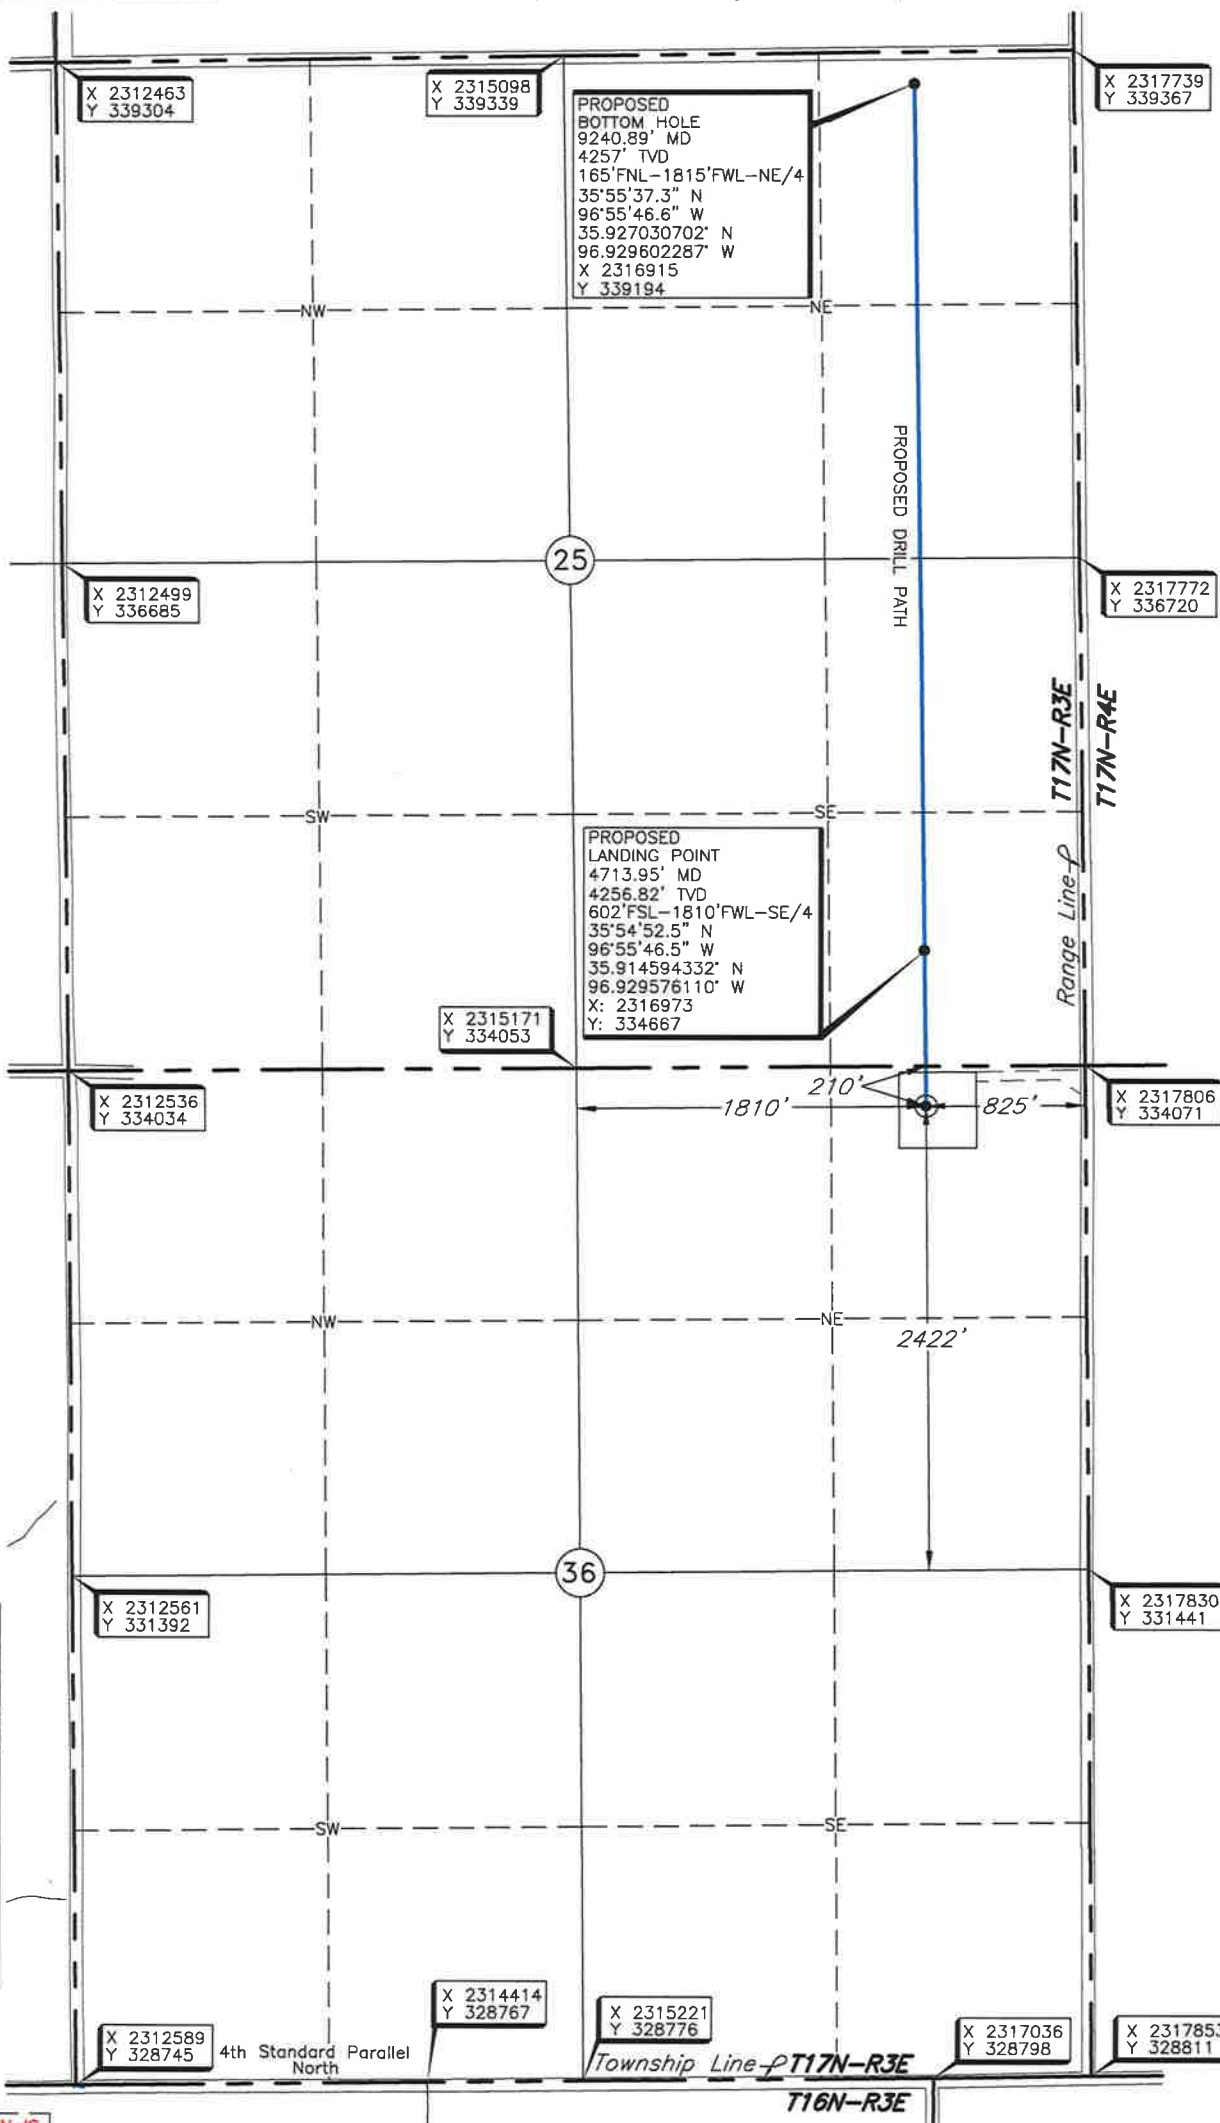 X 2312463
Y 339304
X 2315098
Y 339339
X 2317739
Y 339367
PROPOSED
BOTTOM HOLE
9240.89' MD
4257' TVD
165'FNL-1815'FWL-NE/4
35°55'37.3" N
96°55'46.6" W
35.927030702° N
96.929602287° W
X 2316915
Y 339194
NW
NE
PROPOSED DRILL PATH
25
X 2312499
Y 336685
X 2317772
Y 336720
T17N-R3E
T17N-R4E
SW
SE
PROPOSED
LANDING POINT
4713.95' MD
4256.82' TVD
602'FSL-1810'FWL-SE/4
35°54'52.5" N
96°55'46.5" W
35.914594332° N
96.929576110° W
X: 2316973
Y: 334667
Range Line
X 2315171
Y 334053
X 2312536
Y 334034
210'
1810'
825'
X 2317806
Y 334071
NW
NE
2422'
36
X 2312561
Y 331392
X 2317830
Y 331441
SW
SE
X 2314414
Y 328767
X 2315221
Y 328776
X 2312589
Y 328745
4th Standard Parallel
North
X 2317036
Y 328798
X 2317853
Y 328811
Township Line T17N-R3E
T16N-R3E